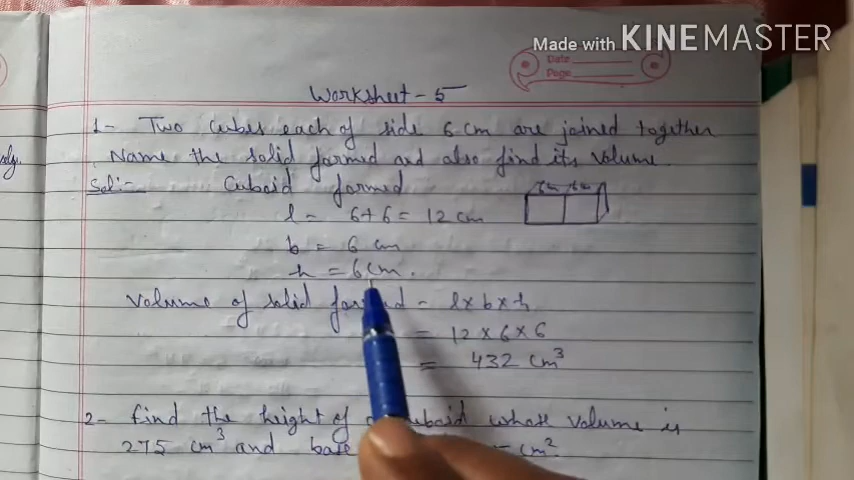 Made with KINEMASTER
Date
Page
Worksheet - 5
1- Two cubes each of side 6 cm are joined together
Name the solid formed and also find its volume.
Sol:- Cuboid formed
l - 6+6 = 12 cm
b = 6 cm
h = 6 cm.
Volume of solid formed - l x b x h
= 12 x 6 x 6
= 432 cm³
2- find the height of cuboid whose volume is
275 cm³ and base cm²